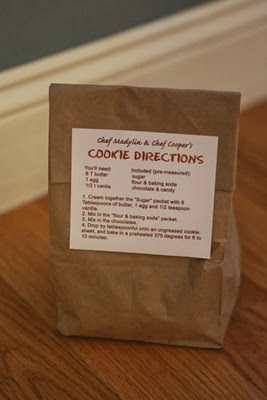 Chef Madylin & Chef Cooper's
COOKIE DIRECTIONS
You'll need:
6 T butter
1 egg
1/2 t vanilla
included (pre-measured):
sugar
flour & baking soda
chocolate & candy
1. Cream together the "Sugar" packet with 6
Tablespoons of butter, 1 egg and 1/2 teaspoon
vanilla.
2. Mix in the "flour & baking soda" packet.
3. Mix in the chocolates.
4. Drop by tablespoonful onto an ungreased cookie
sheet, and bake in a preheated 375 degrees for 6 to
10 minutes.